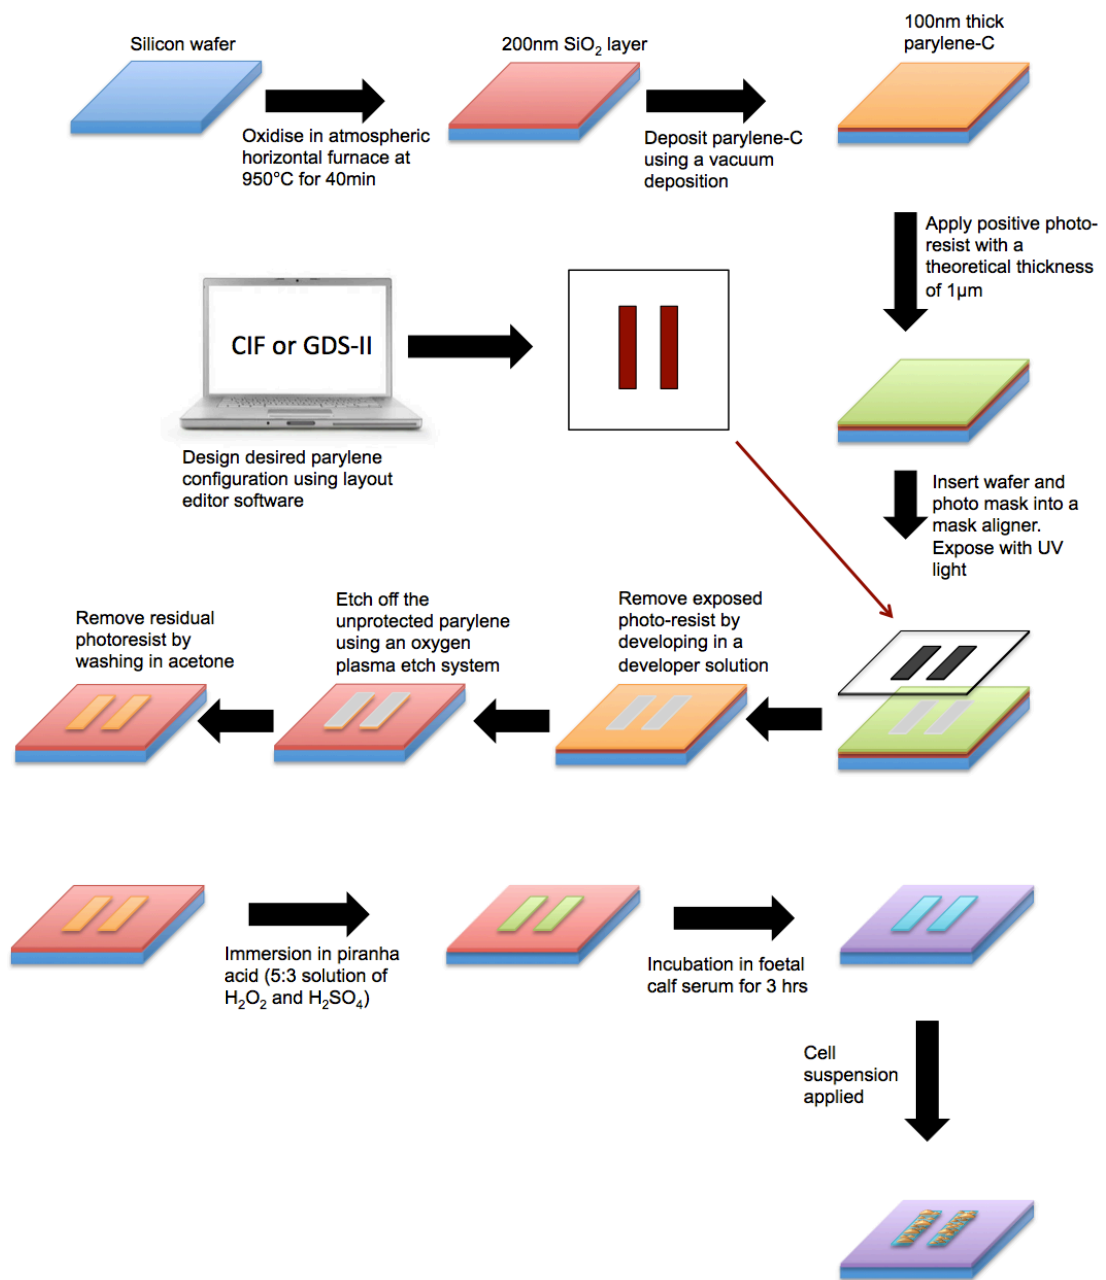 Silicon wafer
200nm SiO₂ layer
100nm thick
parylene-C
Oxidise in atmospheric
horizontal furnace at
950°C for 40min
Deposit parylene-C
using a vacuum
deposition
Apply positive photo-
resist with a
theoretical thickness
of 1µm
CIF or GDS-II
Design desired parylene
configuration using layout
editor software
Insert wafer and
photo mask into a
mask aligner.
Expose with UV
light
Remove exposed
photo-resist by
developing in a
developer solution
Etch off the
unprotected parylene
using an oxygen
plasma etch system
Remove residual
photoresist by
washing in acetone
Immersion in piranha
acid (5:3 solution of
H₂O₂ and H₂SO₄)
Incubation in foetal
calf serum for 3 hrs
Cell
suspension
applied